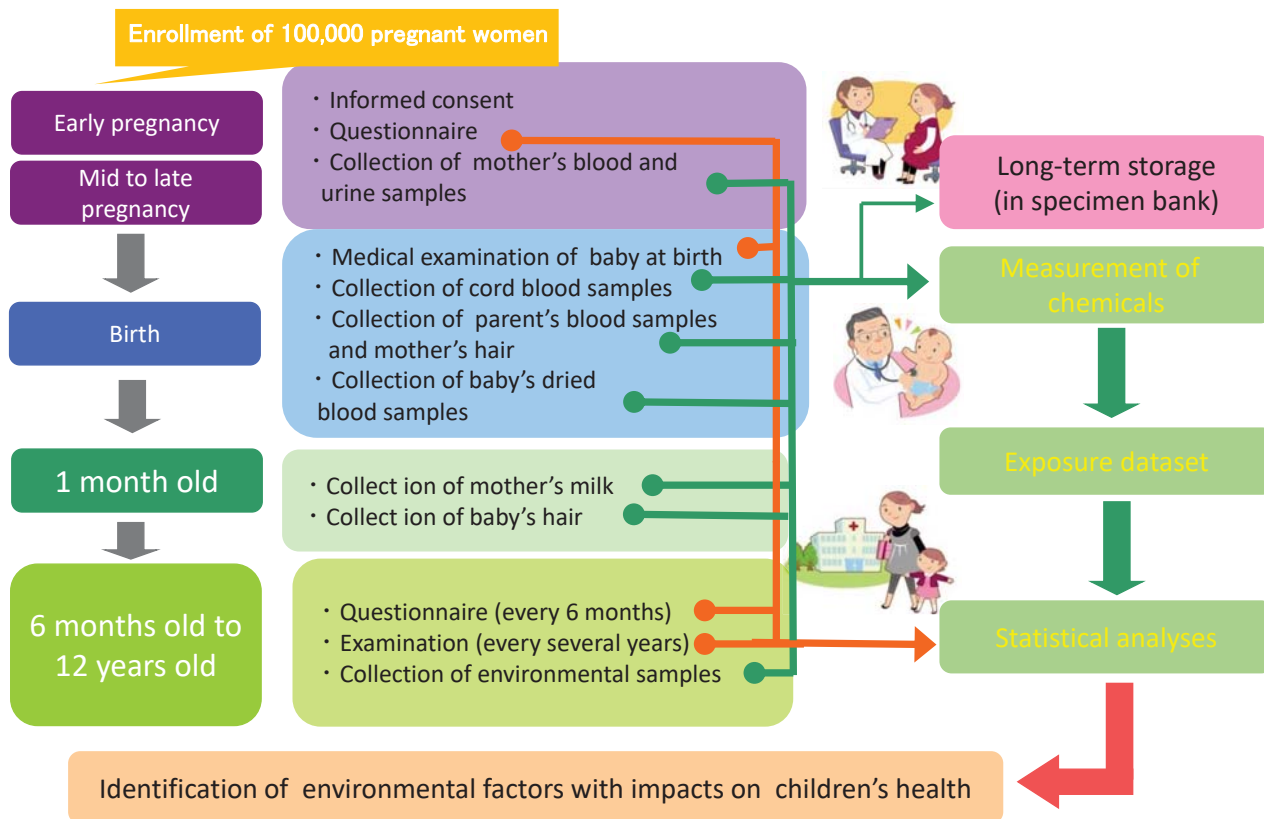 Enrollment of 100,000 pregnant women
Early pregnancy
Mid to late
pregnancy
Birth
1 month old
6 months old to
12 years old
・Informed consent
・Questionnaire
・Collection of mother's blood and
urine samples
・Medical examination of baby at birth
・Collection of cord blood samples
・Collection of parent's blood samples
and mother's hair
・Collection of baby's dried
blood samples
・Collect ion of mother's milk
・Collect ion of baby's hair
・Questionnaire (every 6 months)
・Examination (every several years)
・Collection of environmental samples
Long-term storage
(in specimen bank)
Measurement of
chemicals
Exposure dataset
Statistical analyses
Identification of environmental factors with impacts on children's health